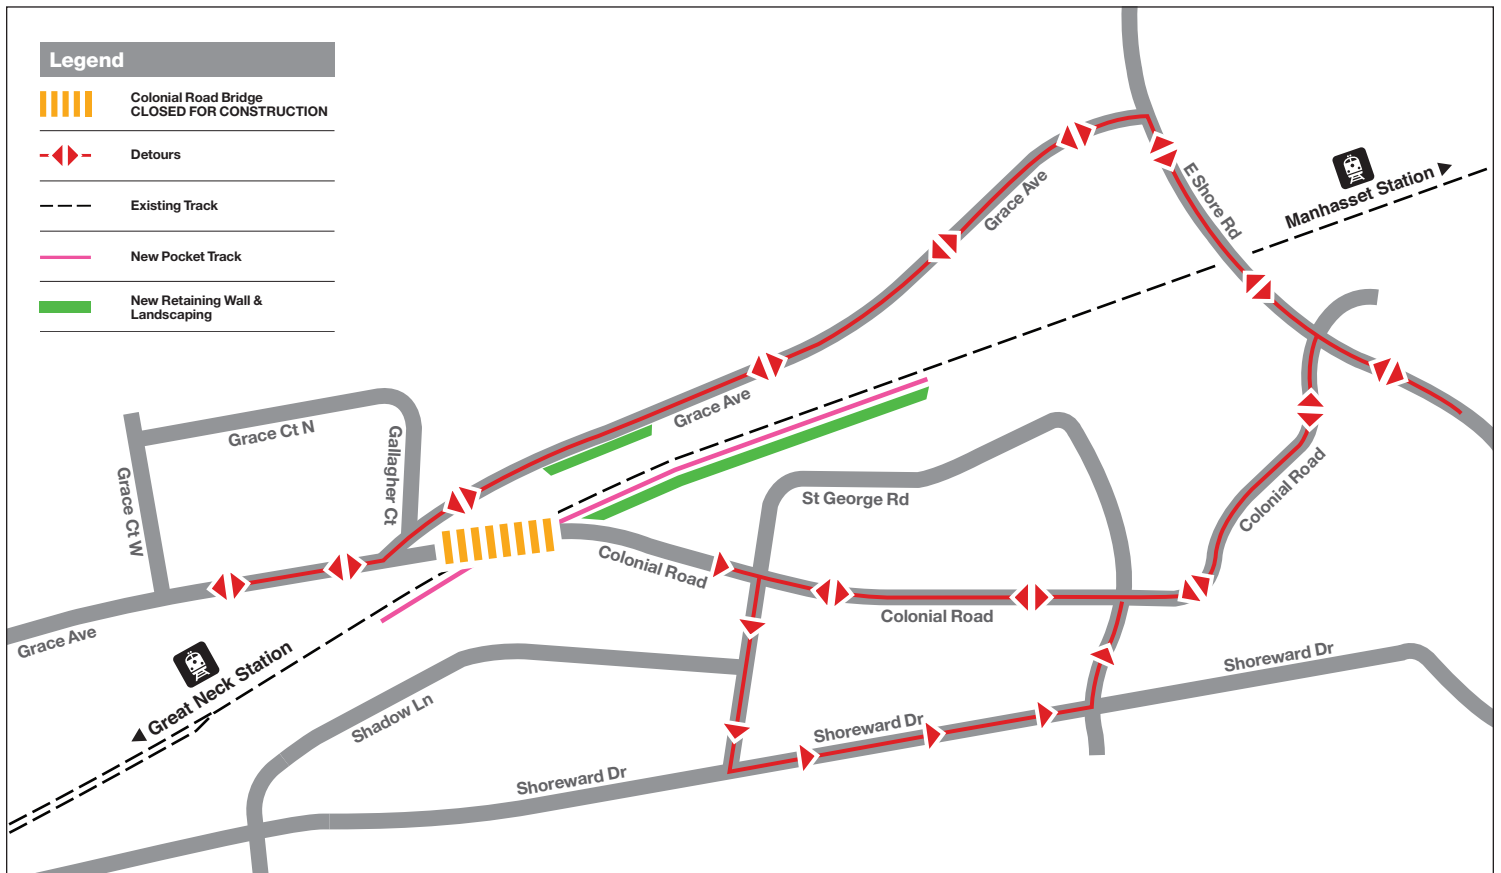 Legend
Colonial Road Bridge
CLOSED FOR CONSTRUCTION
Detours
Existing Track
New Pocket Track
New Retaining Wall &
Landscaping
Grace Ave
E Shore Rd
Manhasset Station
Grace Ave
Grace Ct N
Gallagher Ct
Grace Ct W
St George Rd
Colonial Road
Colonial Road
Colonial Road
Grace Ave
Great Neck Station
Shoreward Dr
Shadow Ln
Shoreward Dr
Shoreward Dr